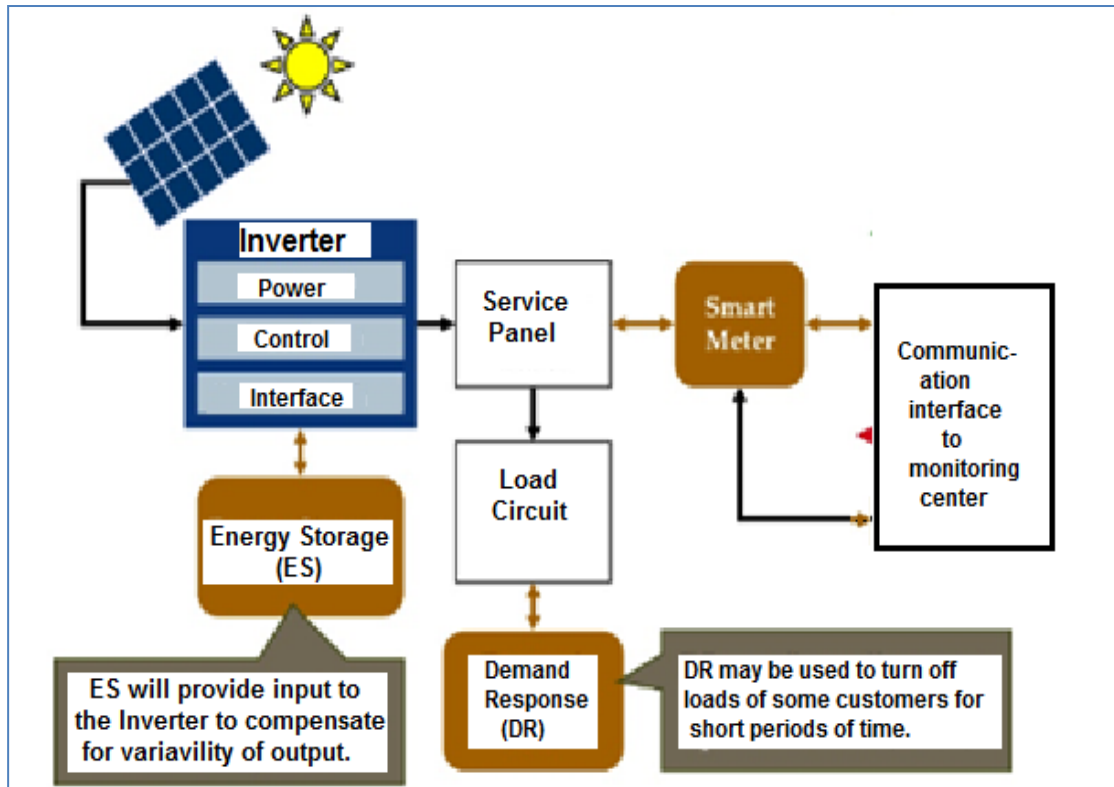 Inverter
Power
Control
Interface
Service
Panel
Smart
Meter
Communic-
ation
interface
to
monitoring
center
Load
Circuit
Energy Storage
(ES)
Demand
Response
(DR)
ES will provide input to
the Inverter to compensate
for variavility of output.
DR may be used to turn off
loads of some customers for
short periods of time.